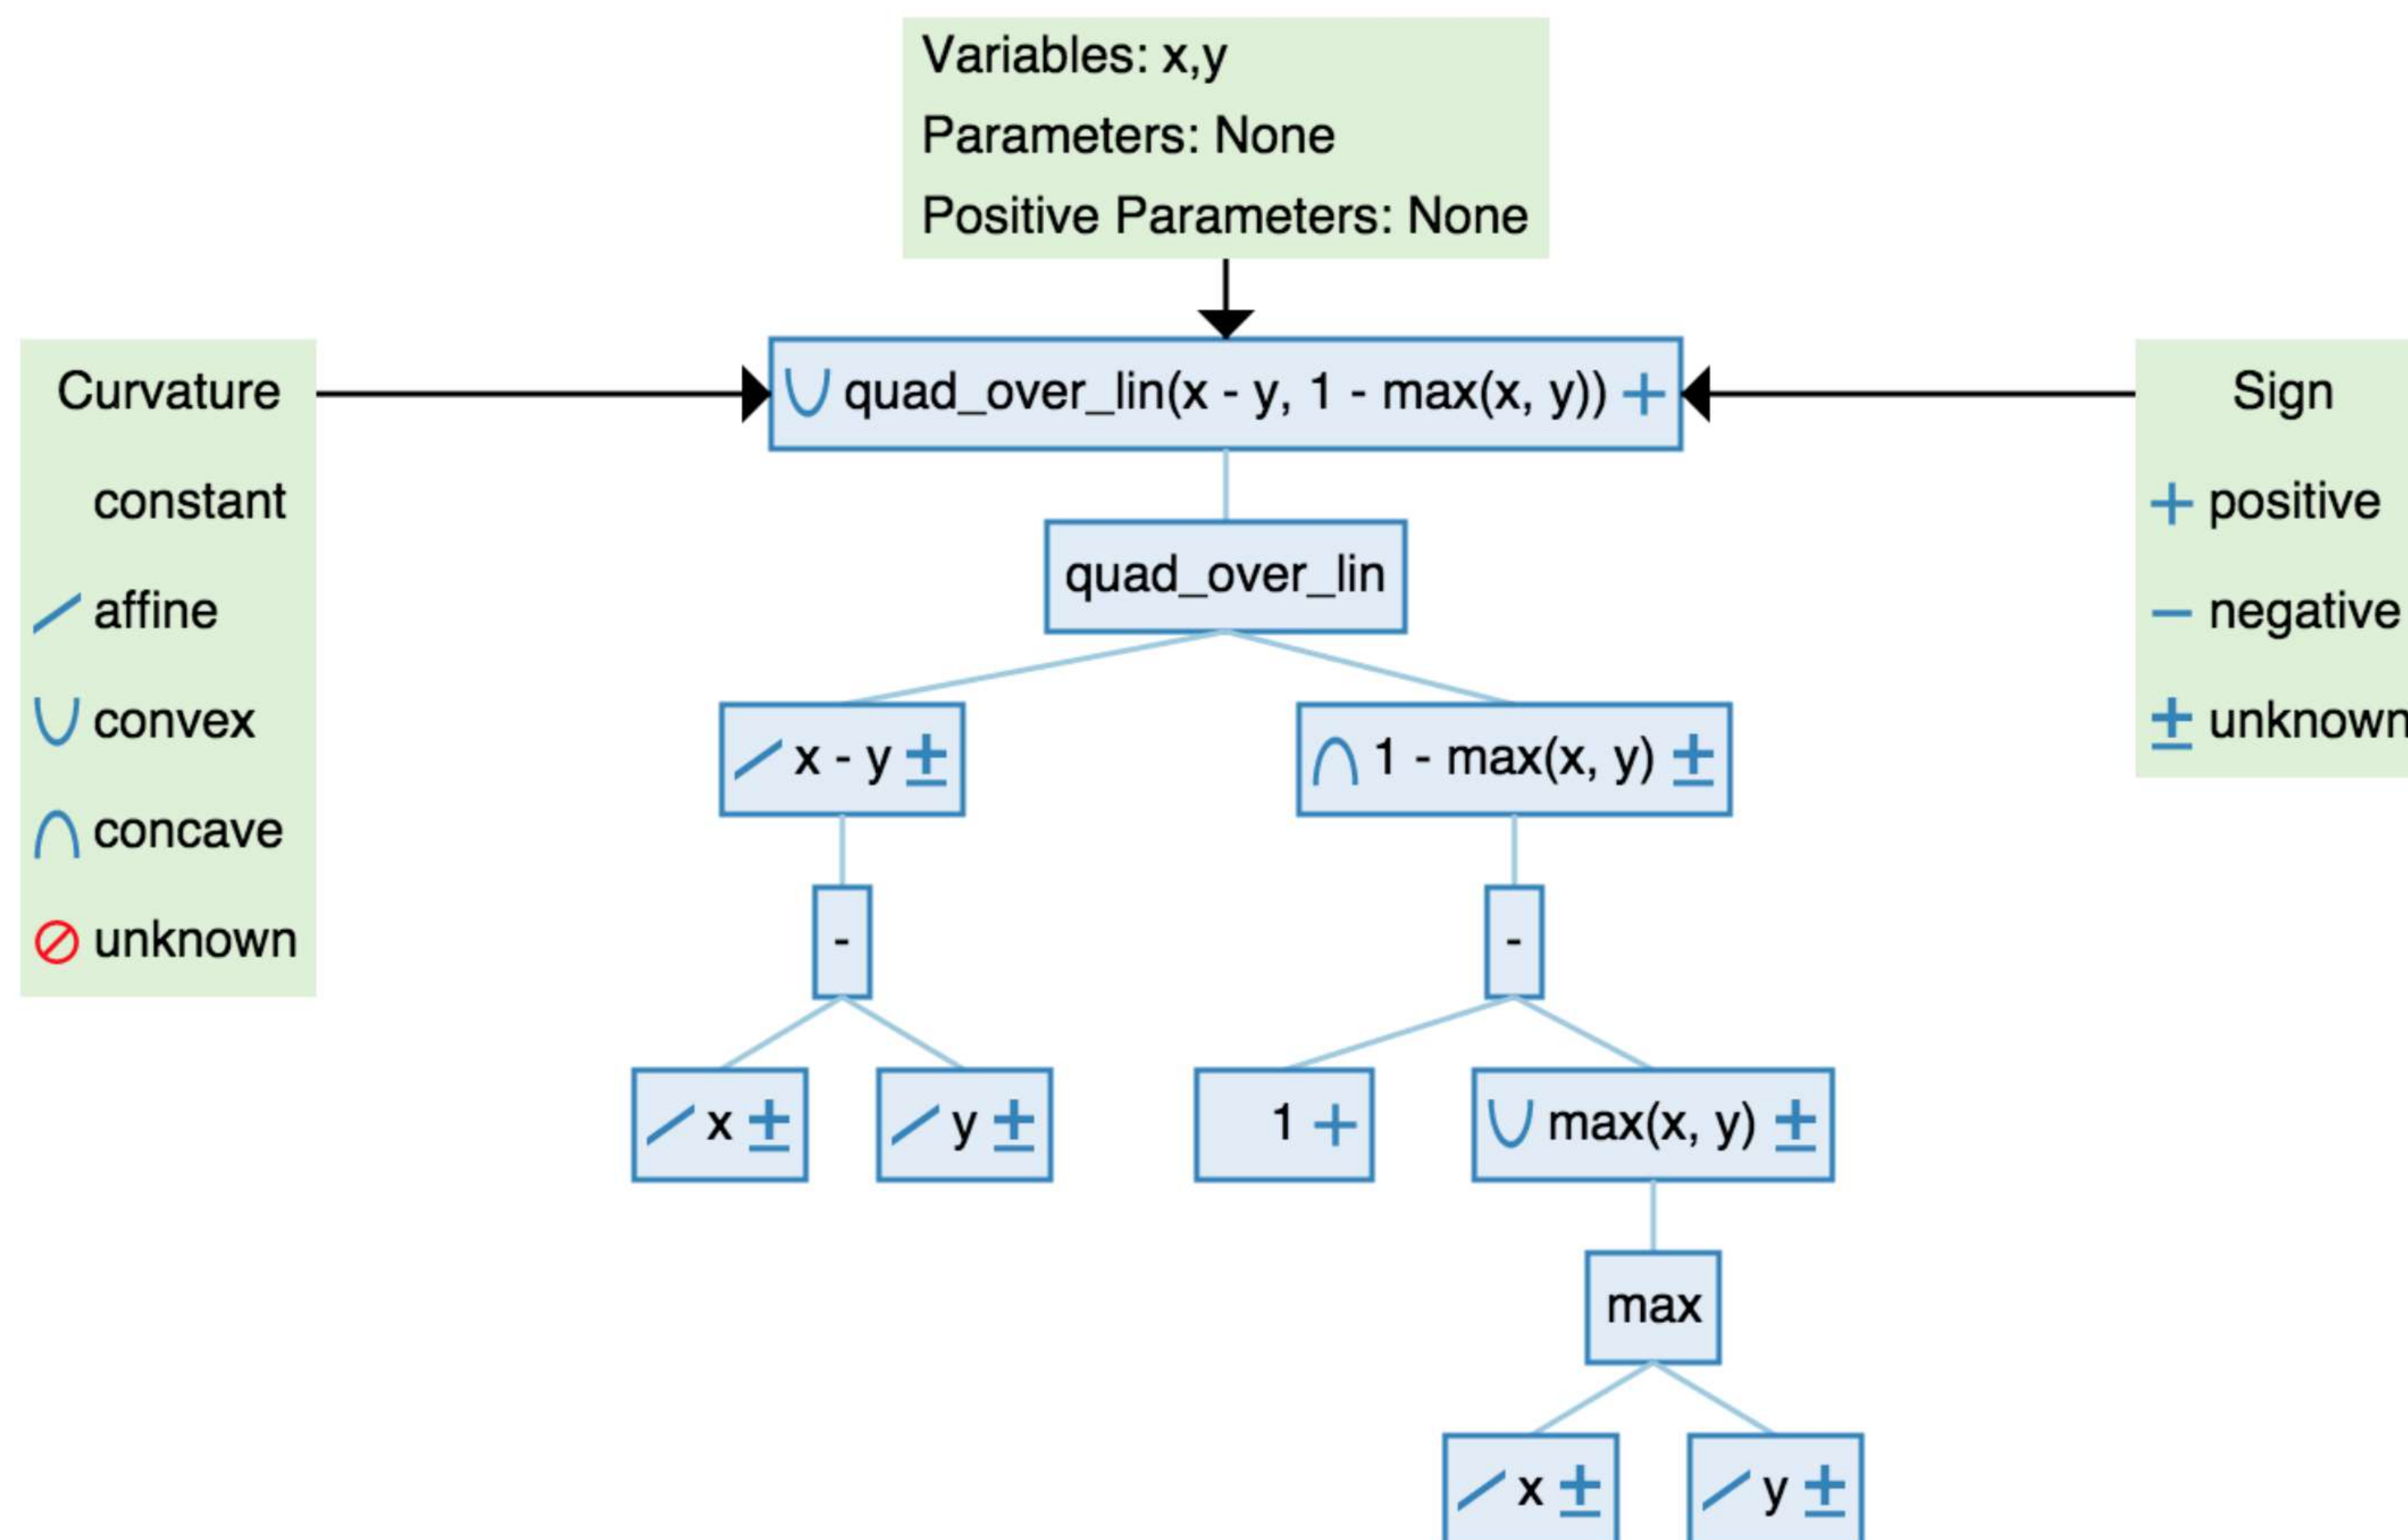 Variables: x,y
Parameters: None
Positive Parameters: None
Curvature
constant
affine
convex
concave
unknown
quad_over_lin(x - y, 1 - max(x, y)) +
Sign
+ positive
− negative
± unknown
quad_over_lin
x - y ±
1 - max(x, y) ±
-
-
x ±
y ±
1 +
max(x, y) ±
max
x ±
y ±